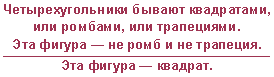 Четырехугольники бывают квадратами,
или ромбами, или трапециями.
Эта фигура — не ромб и не трапеция.
Эта фигура — квадрат.